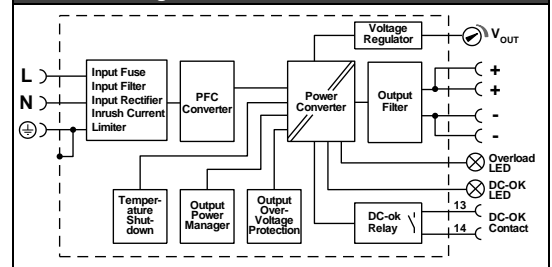 Voltage
Regulator
VOUT
L
N
Input Fuse
Input Filter
Input Rectifier
Inrush Current
Limiter
PFC
Converter
Power
Converter
Output
Filter
+
+
-
-
Overload
LED
DC-OK
LED
Temper-
ature
Shut-
down
Output
Power
Manager
Output
Over-
Voltage
Protection
DC-ok
Relay
13
14
DC-OK
Contact